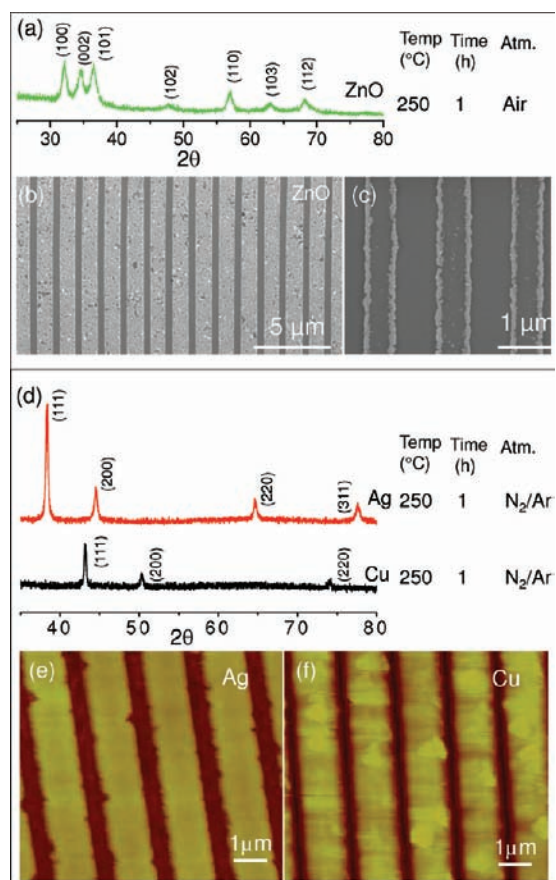 (a)
(100)
(002)
(101)
(102)
(110)
(103)
(112)
ZnO
Temp Time Atm.
(°C) (h)
250 1 Air
30 40 50 60 70 80
2θ
(b) ZnO
5 μm
(c)
1 μm
(d)
(111)
(200)
(220)
(311)
Ag
(111)
(200)
(220)
Cu
Temp Time Atm.
(°C) (h)
250 1 N₂/Ar
250 1 N₂/Ar
40 50 60 70 80
2θ
(e) Ag
1μm
(f) Cu
1μm